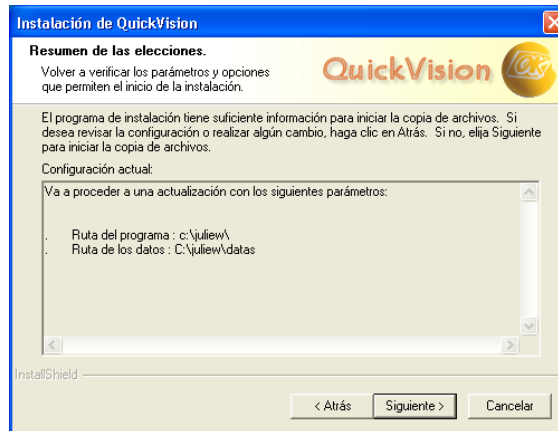 Instalación de QuickVision
Resumen de las elecciones.
Volver a verificar los parámetros y opciones
que permiten el inicio de la instalación.
QuickVision
OK
El programa de instalación tiene suficiente información para iniciar la copia de archivos. Si
desea revisar la configuración o realizar algún cambio, haga clic en Atrás. Si no, elija Siguiente
para iniciar la copia de archivos.
Configuración actual:
Va a proceder a una actualización con los siguientes parámetros:
. Ruta del programa : c:\juliew\
. Ruta de los datos : C:\juliew\datas
InstallShield
< Atrás
Siguiente >
Cancelar